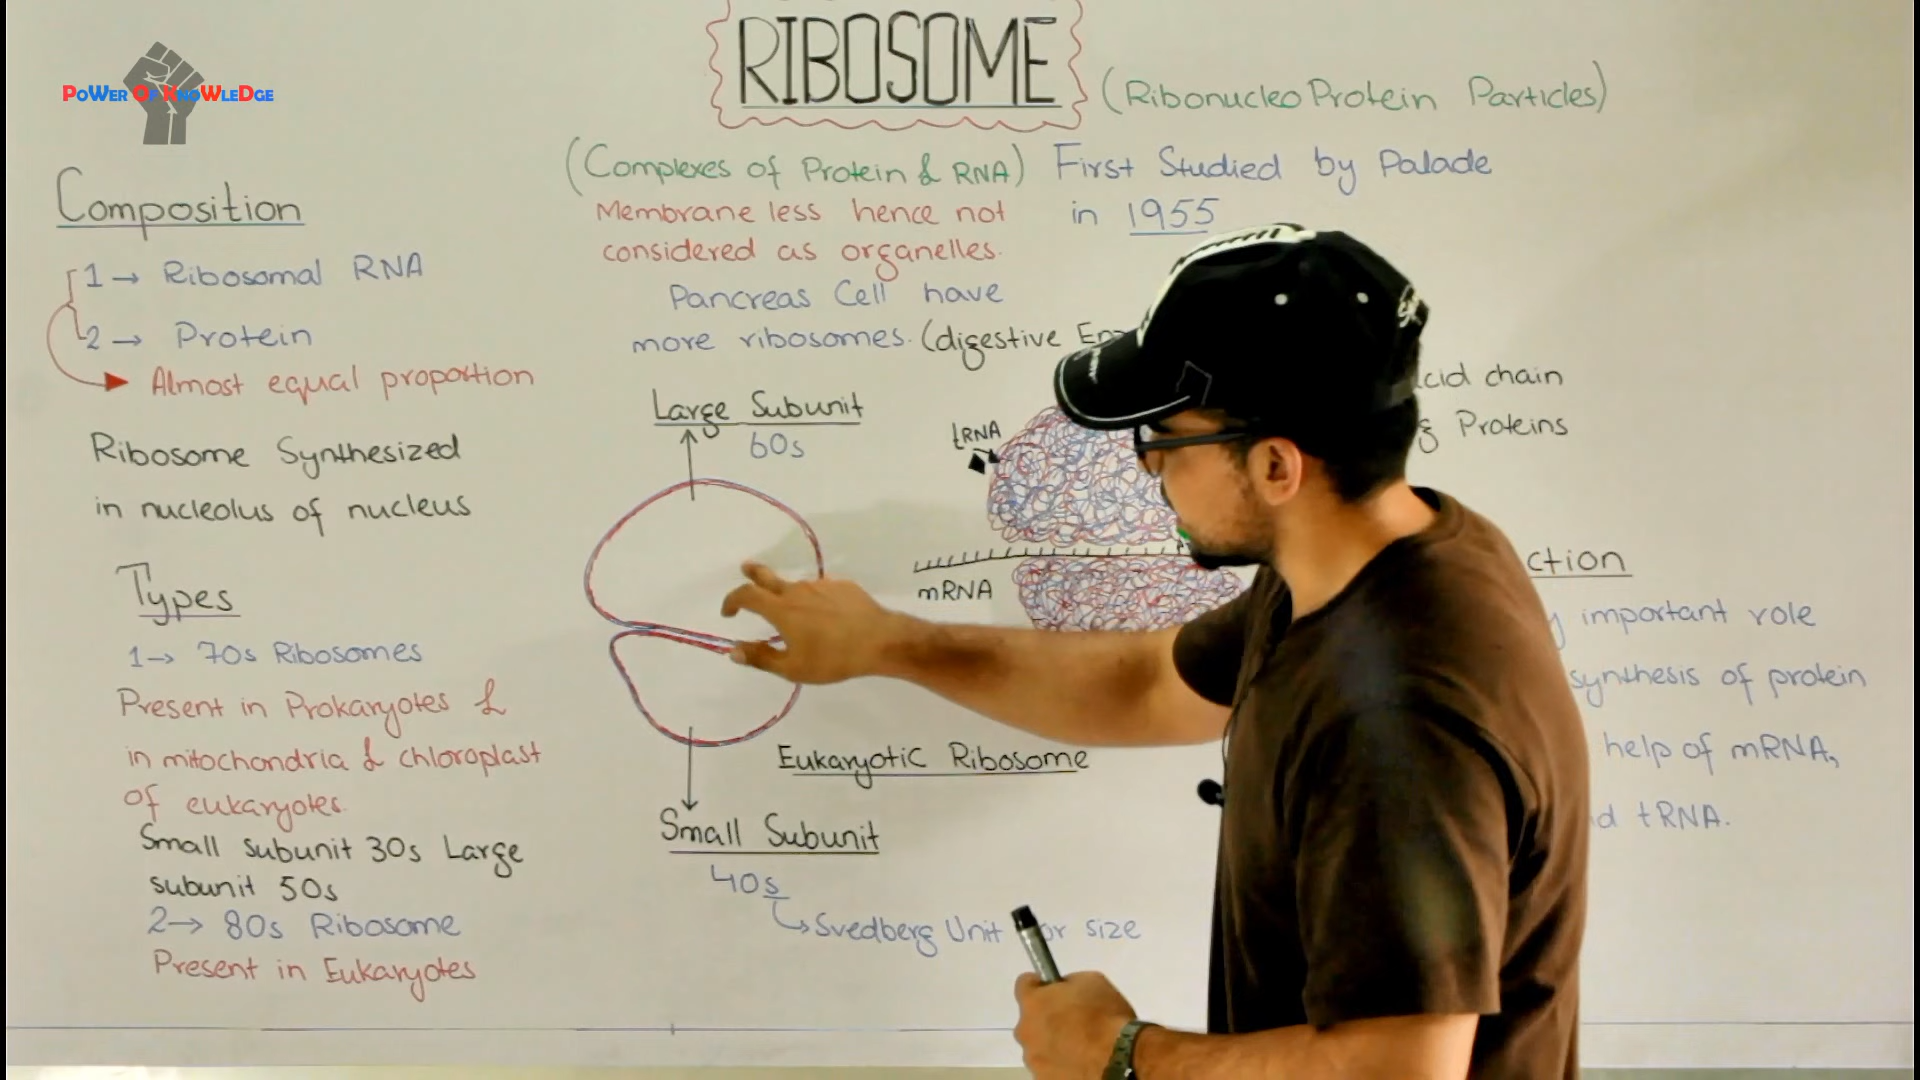 PoWer Of KnoWleDge
RIBOSOME
(RibonucleoProtein Particles)
(Complexes of Protein & RNA)
First Studied by Palade
in 1955
Membrane less hence not
considered as organelles.
Pancreas Cell have
more ribosomes. (digestive
Composition
1→ Ribosomal RNA
2→ Protein
Almost equal proportion
Ribosome Synthesized
in nucleolus of nucleus
Types
1→ 70s Ribosomes
Present in Prokaryotes &
in mitochondria & chloroplast
of eukaryotes.
Small subunit 30s Large
subunit 50s
2→ 80s Ribosome
Present in Eukaryotes
Large Subunit
60s
Eukaryotic Ribosome
Small Subunit
40s
Svedberg Unit or size
tRNA
mRNA
chain
Proteins
important role
synthesis of protein
help of mRNA,
tRNA.